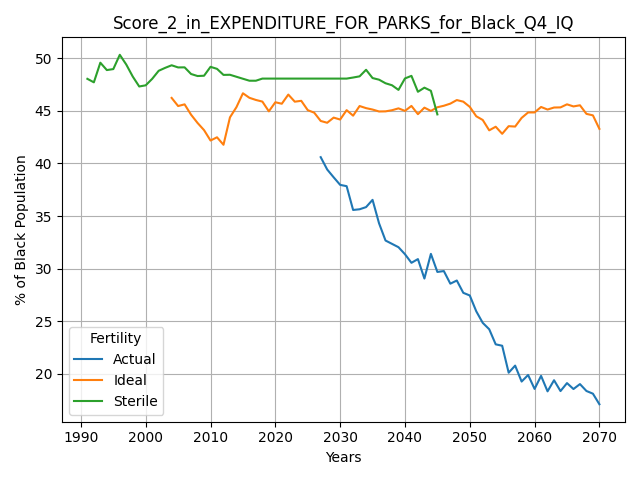 Score_2_in_EXPENDITURE_FOR_PARKS_for_Black_Q4_IQ
% of Black Population
50
45
40
35
30
25
20
Fertility
Actual
Ideal
Sterile
1990 2000 2010 2020 2030 2040 2050 2060 2070
Years